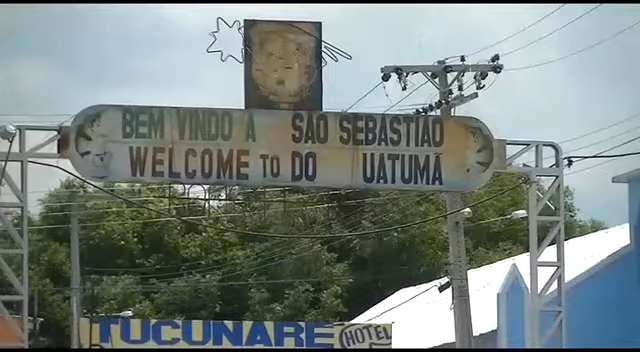 BEM VINDO A SÃO SEBASTIÃO
WELCOME TO DO UATUMÃ
TUCUNARE HOTEL